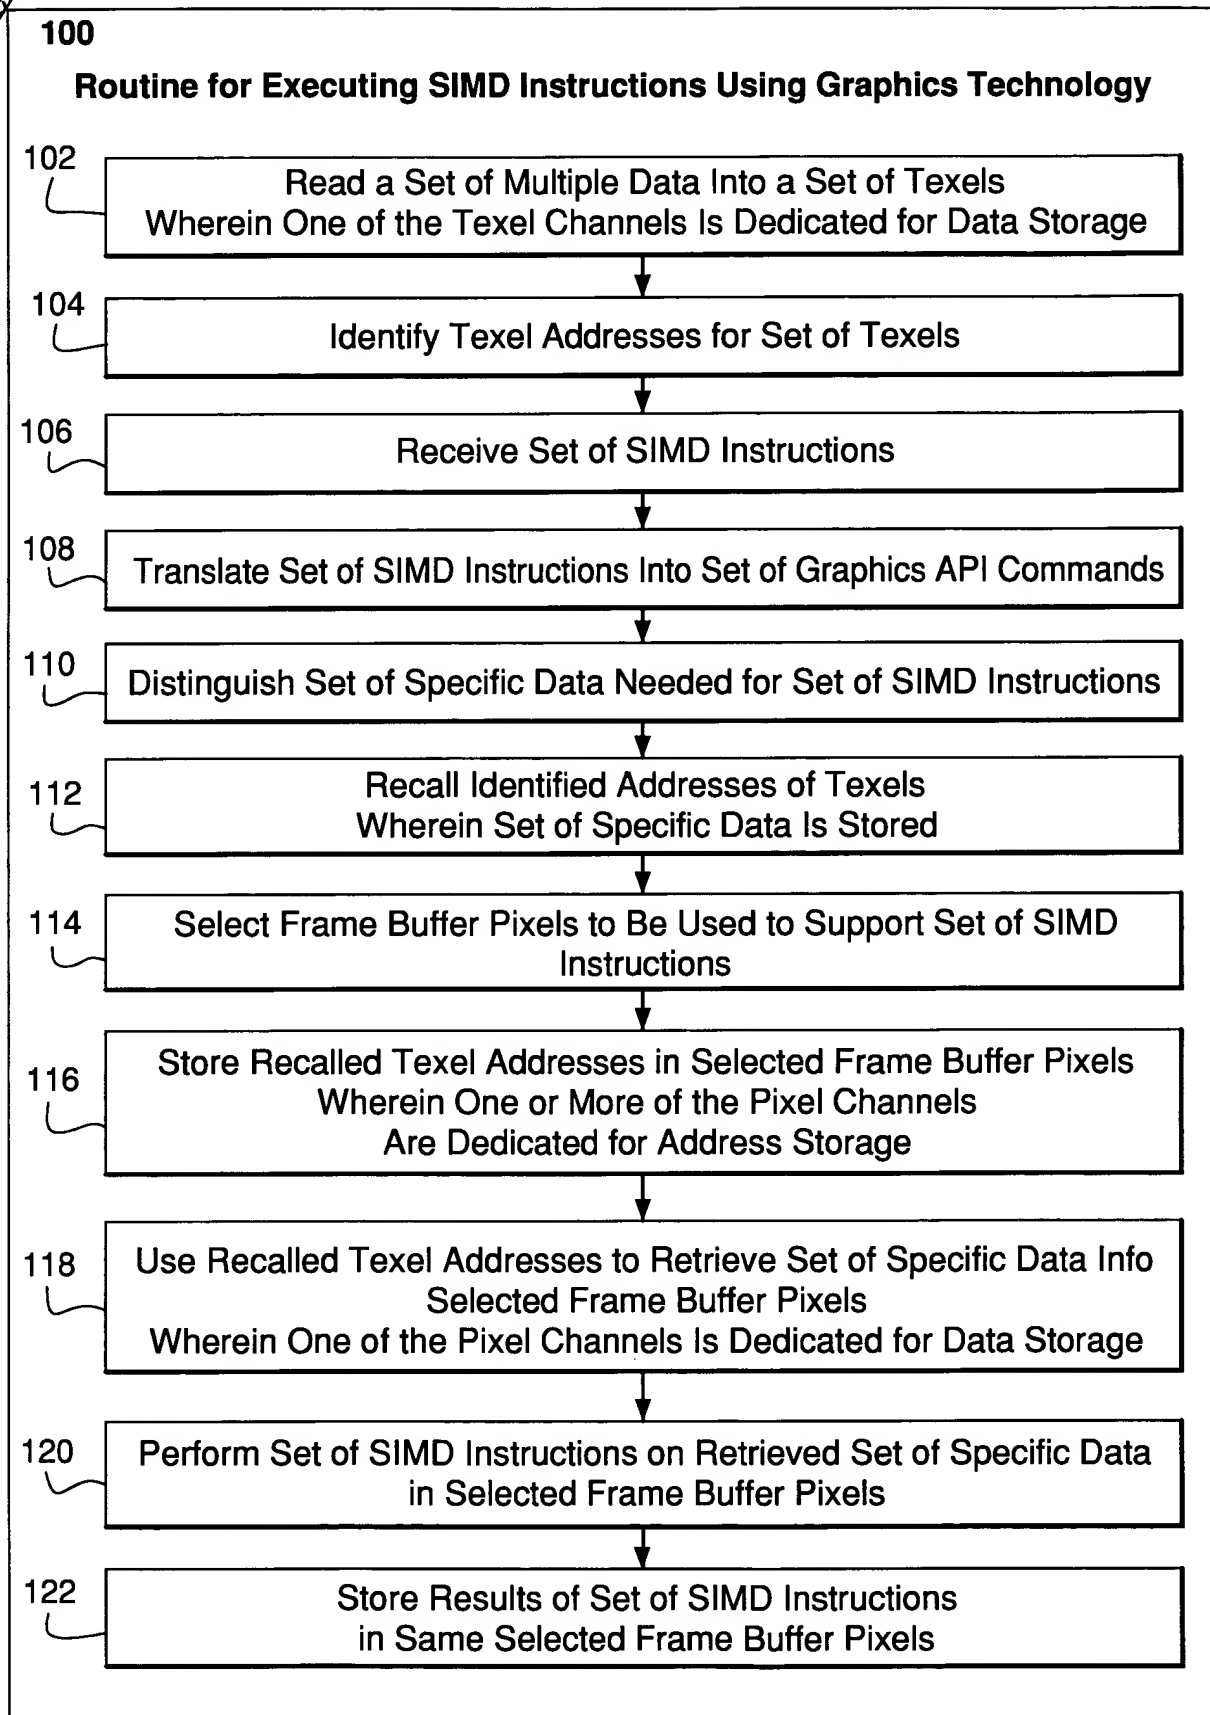 100
Routine for Executing SIMD Instructions Using Graphics Technology
102
Read a Set of Multiple Data Into a Set of Texels
Wherein One of the Texel Channels Is Dedicated for Data Storage
104
Identify Texel Addresses for Set of Texels
106
Receive Set of SIMD Instructions
108
Translate Set of SIMD Instructions Into Set of Graphics API Commands
110
Distinguish Set of Specific Data Needed for Set of SIMD Instructions
112
Recall Identified Addresses of Texels
Wherein Set of Specific Data Is Stored
114
Select Frame Buffer Pixels to Be Used to Support Set of SIMD
Instructions
116
Store Recalled Texel Addresses in Selected Frame Buffer Pixels
Wherein One or More of the Pixel Channels
Are Dedicated for Address Storage
118
Use Recalled Texel Addresses to Retrieve Set of Specific Data Info
Selected Frame Buffer Pixels
Wherein One of the Pixel Channels Is Dedicated for Data Storage
120
Perform Set of SIMD Instructions on Retrieved Set of Specific Data
in Selected Frame Buffer Pixels
122
Store Results of Set of SIMD Instructions
in Same Selected Frame Buffer Pixels